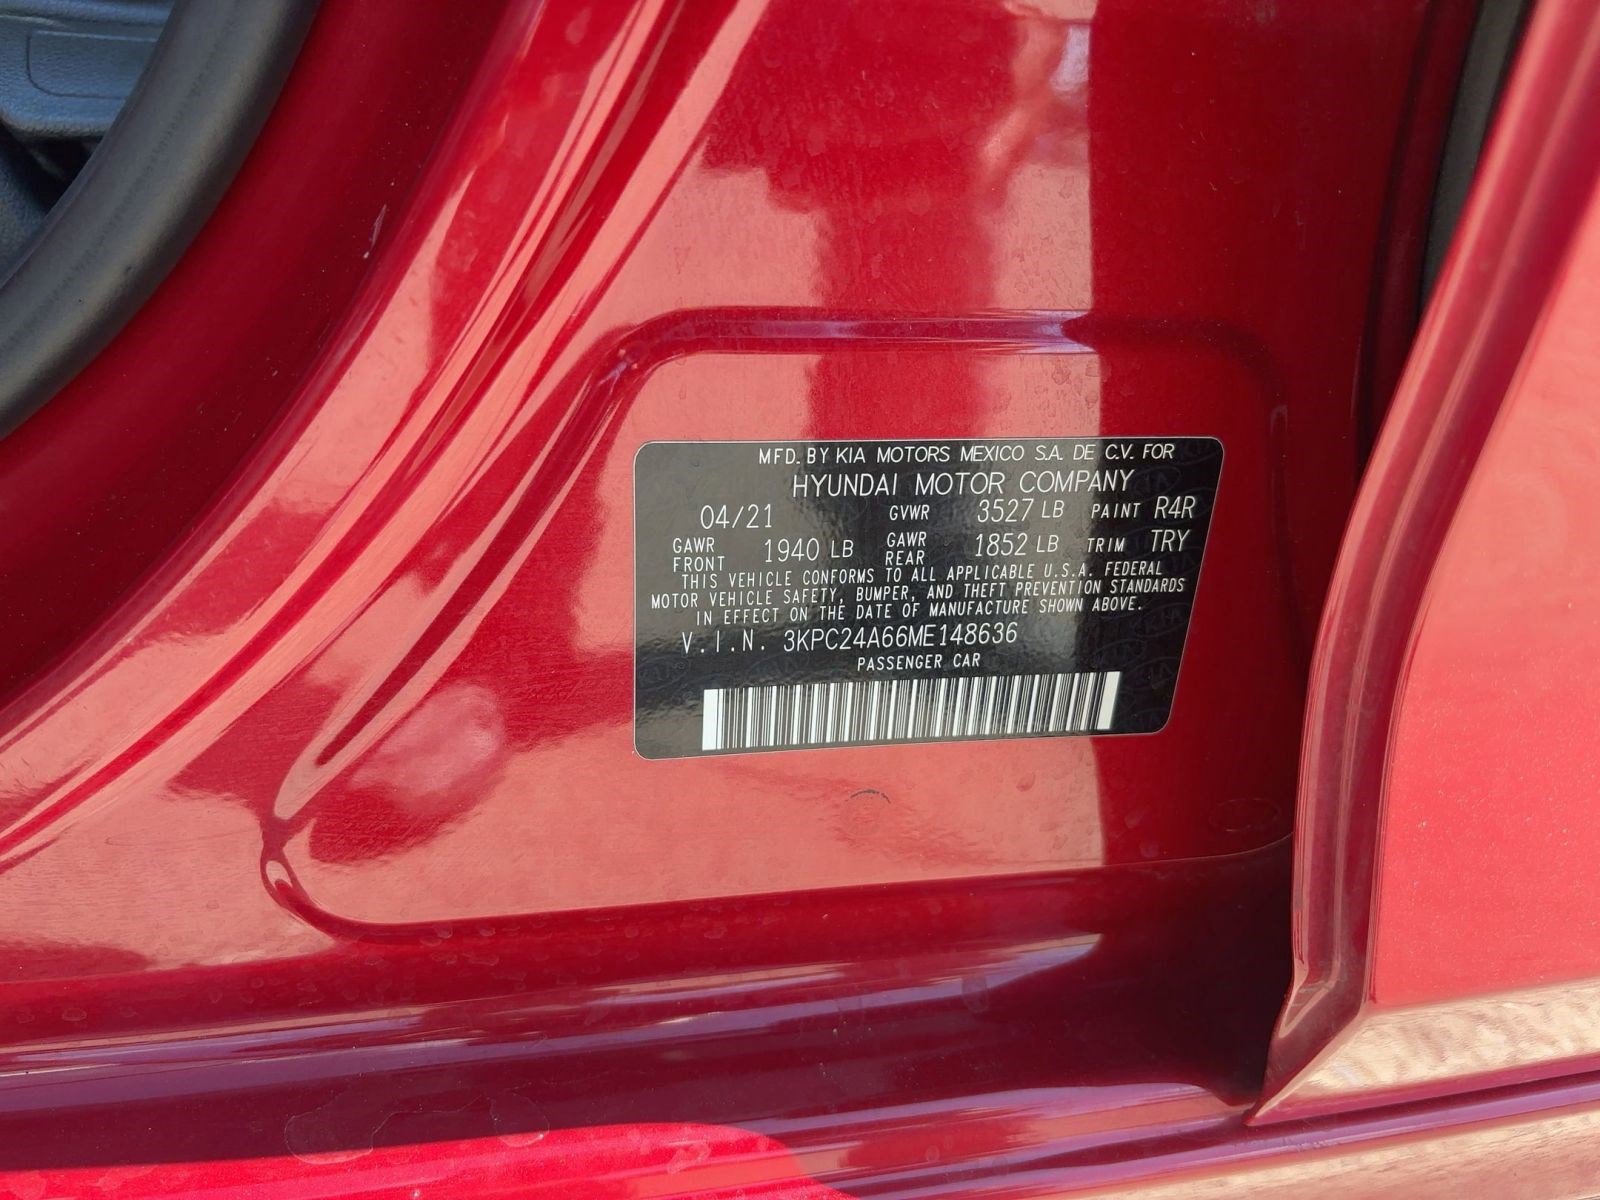 MFD. BY KIA MOTORS MEXICO S.A. DE C.V. FOR
HYUNDAI MOTOR COMPANY
04/21 GVWR 3527 LB PAINT R4R
GAWR FRONT 1940 LB GAWR REAR 1852 LB TRIM TRY
THIS VEHICLE CONFORMS TO ALL APPLICABLE U.S.A. FEDERAL
MOTOR VEHICLE SAFETY, BUMPER, AND THEFT PREVENTION STANDARDS
IN EFFECT ON THE DATE OF MANUFACTURE SHOWN ABOVE.
V.I.N. 3KPC24A66ME148636
PASSENGER CAR